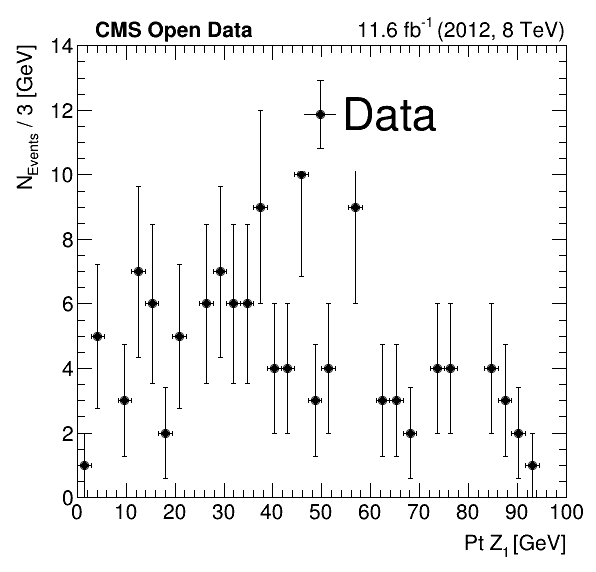 CMS Open Data 11.6 fb⁻¹ (2012, 8 TeV)
14
12
10
8
6
4
2
0
N_Events / 3 [GeV]
Data
0 10 20 30 40 50 60 70 80 90 100
Pt Z₁ [GeV]